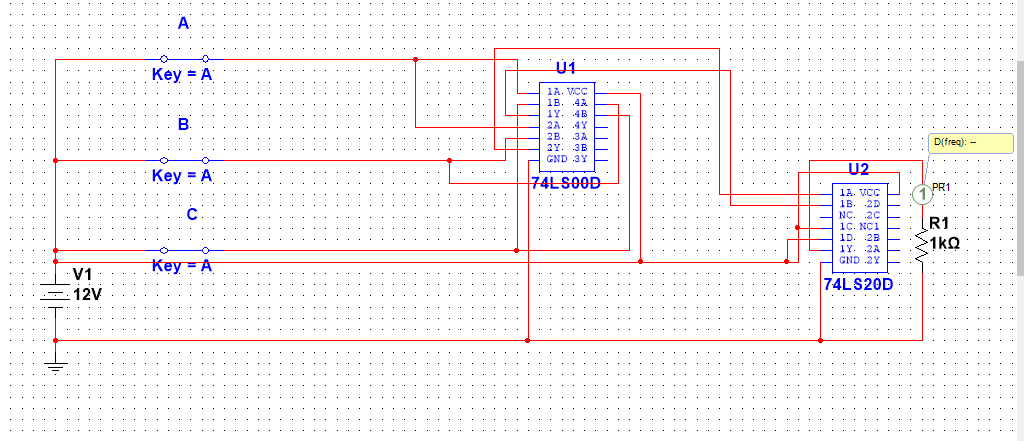 A
Key = A
B
Key = A
C
Key = A
V1
12V
U1
1A VCC
1B 4A
1Y 4B
2A 4Y
2B 3A
2Y 3B
GND 3Y
74LS00D
U2
1A VCC
1B 2D
NC 2C
1C NC1
1D 2B
1Y 2A
GND 2Y
74LS20D
D(freq): --
1
PR1
R1
1kΩ